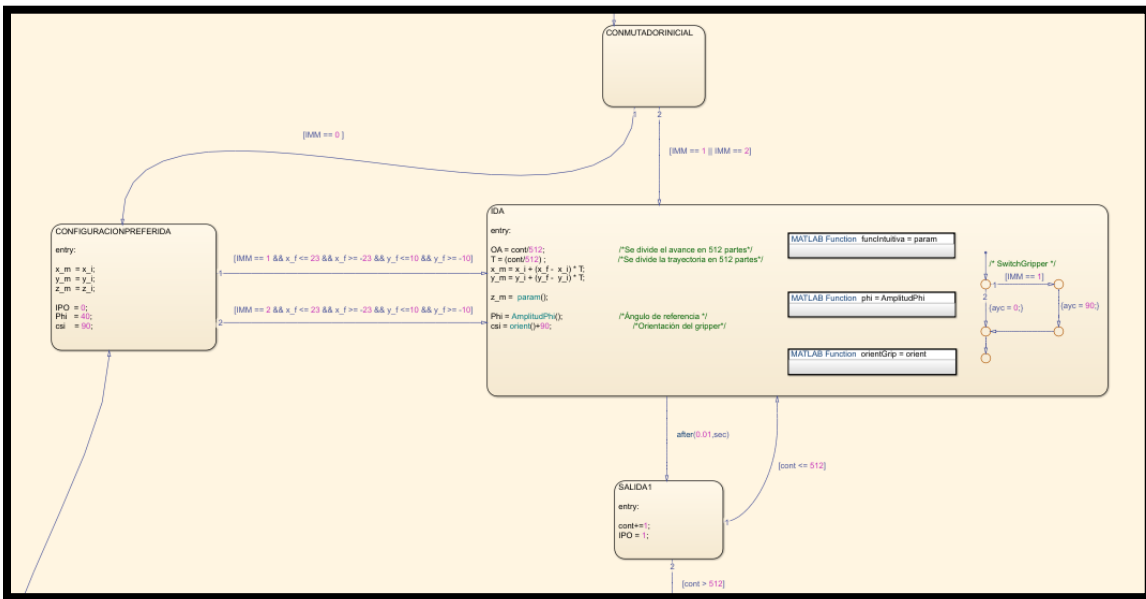 CONMUTADORINICIAL
1
2
[IMM == 0 ]
[IMM == 1 || IMM == 2]
CONFIGURACIONPREFERIDA
entry:
x_m = x_i;
y_m = y_i;
z_m = z_i;
IPO = 0;
Phi = 40;
csi = 90;
1
[IMM == 1 && x_f <= 23 && x_f >= -23 && y_f <=10 && y_f >= -10]
2
[IMM == 2 && x_f <= 23 && x_f >= -23 && y_f <=10 && y_f >= -10]
IDA
entry:
OA = cont/512; /*Se divide el avance en 512 partes*/
T = (cont/512) ; /*Se divide la trayectoria en 512 partes*/
x_m = x_i + (x_f - x_i) * T;
y_m = y_i + (y_f - y_i) * T;
z_m = param();
Phi = AmplitudPhi(); /*Ángulo de referencia */
csi = orient()+90; /*Orientación del gripper*/
MATLAB Function funcIntuitiva = param
MATLAB Function phi = AmplitudPhi
MATLAB Function orientGrip = orient
/* SwitchGripper */
[IMM == 1]
1
2
{ayc = 0;}
{ayc = 90;}
after(0.01,sec)
[cont <= 512]
SALIDA1
entry:
cont+=1;
IPO = 1;
1
2
[cont > 512]